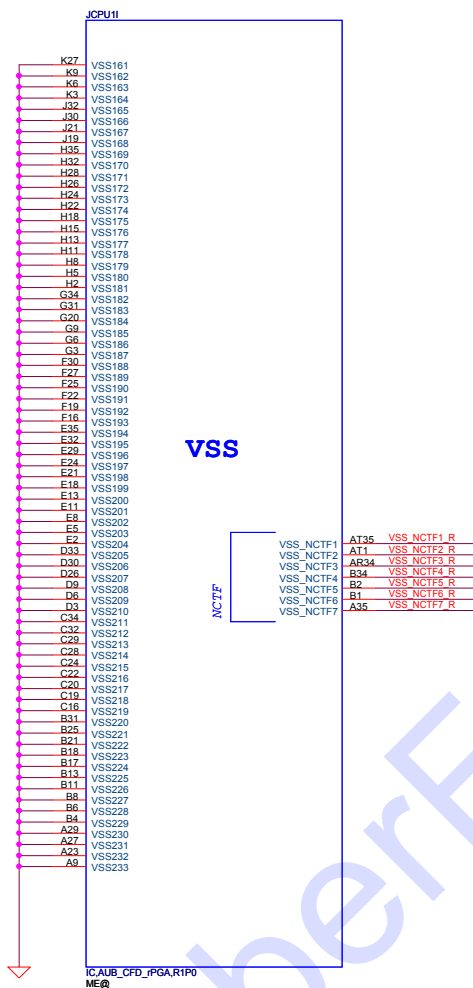 JCPU1I
K27 VSS161
K9 VSS162
K6 VSS163
K3 VSS164
J32 VSS165
J30 VSS166
J21 VSS167
J19 VSS168
H35 VSS169
H32 VSS170
H28 VSS171
H26 VSS172
H24 VSS173
H22 VSS174
H18 VSS175
H15 VSS176
H13 VSS177
H11 VSS178
H8 VSS179
H5 VSS180
H2 VSS181
G34 VSS182
G31 VSS183
G20 VSS184
G9 VSS185
G6 VSS186
G3 VSS187
F30 VSS188
F27 VSS189
F25 VSS190
F22 VSS191
F19 VSS192
F16 VSS193
E35 VSS194
E32 VSS195
E29 VSS196
E24 VSS197
E21 VSS198
E18 VSS199
E13 VSS200
E11 VSS201
E8 VSS202
E5 VSS203
E2 VSS204
D33 VSS205
D30 VSS206
D26 VSS207
D9 VSS208
D6 VSS209
D3 VSS210
C34 VSS211
C32 VSS212
C29 VSS213
C28 VSS214
C24 VSS215
C22 VSS216
C20 VSS217
C19 VSS218
C16 VSS219
B31 VSS220
B25 VSS221
B21 VSS222
B18 VSS223
B17 VSS224
B13 VSS225
B11 VSS226
B8 VSS227
B6 VSS228
B4 VSS229
A29 VSS230
A27 VSS231
A23 VSS232
A9 VSS233
VSS
NCTF
VSS_NCTF1 AT35 VSS_NCTF1_R
VSS_NCTF2 AT1 VSS_NCTF2_R
VSS_NCTF3 AR34 VSS_NCTF3_R
VSS_NCTF4 B34 VSS_NCTF4_R
VSS_NCTF5 B2 VSS_NCTF5_R
VSS_NCTF6 B1 VSS_NCTF6_R
VSS_NCTF7 A35 VSS_NCTF7_R
IC,AUB_CFD_rPGA,R1P0
ME@